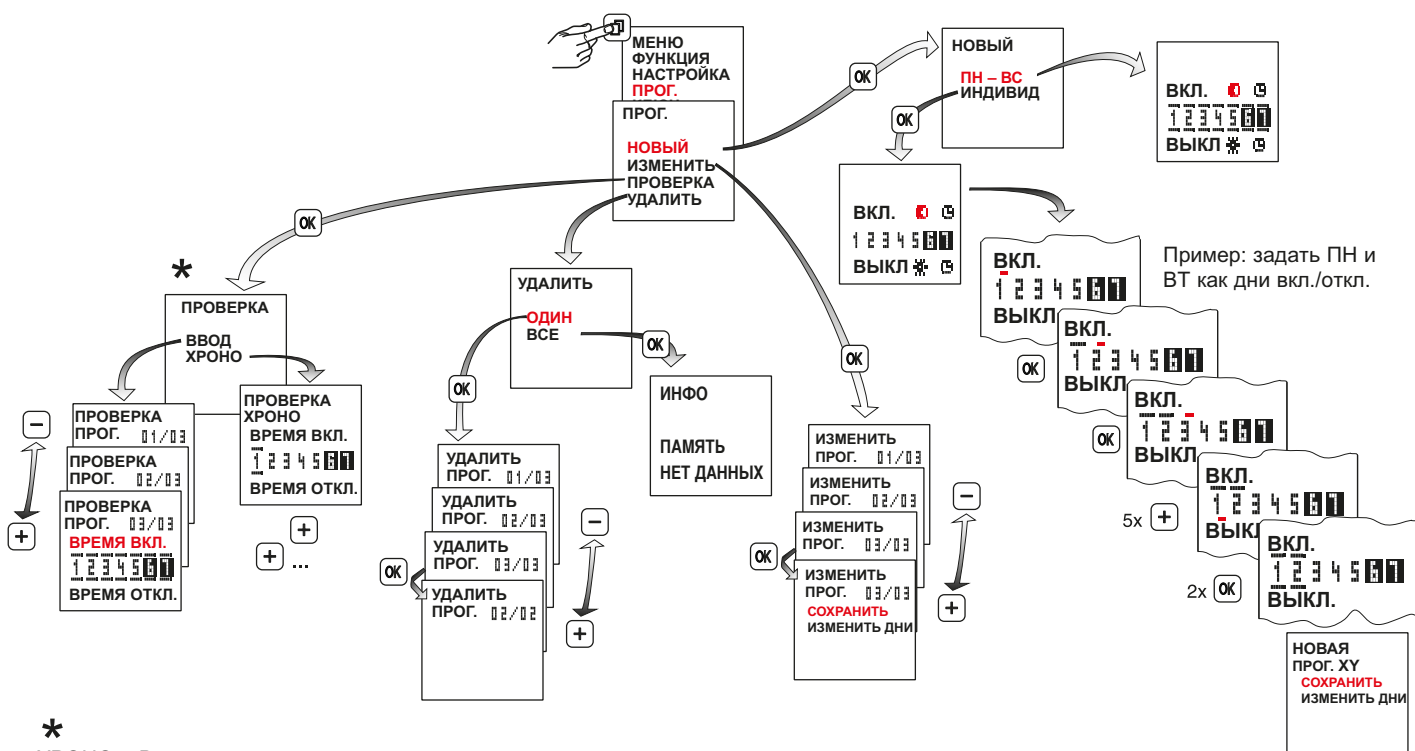 МЕНЮ
ФУНКЦИЯ
НАСТРОЙКА
ПРОГ.
ПРОГ.
НОВЫЙ
ИЗМЕНИТЬ
ПРОВЕРКА
УДАЛИТЬ
OK
НОВЫЙ
ПН – ВС
ИНДИВИД
OK
ВКЛ.
1 2 3 4 5 6 7
ВЫКЛ
ВКЛ.
1 2 3 4 5 6 7
ВЫКЛ
Пример: задать ПН и
ВТ как дни вкл./откл.
ВКЛ.
1 2 3 4 5 6 7
ВЫКЛ
OK
ВКЛ.
1 2 3 4 5 6 7
ВЫКЛ
OK
ВКЛ.
1 2 3 4 5 6 7
ВЫКЛ
5x +
ВКЛ.
1 2 3 4 5 6 7
ВЫКЛ
2x OK
ВКЛ.
1 2 3 4 5 6 7
ВЫКЛ.
НОВАЯ
ПРОГ. XY
СОХРАНИТЬ
ИЗМЕНИТЬ ДНИ
OK
*
ПРОВЕРКА
ВВОД
ХРОНО
−
+
ПРОВЕРКА
ПРОГ. 01/03
ПРОВЕРКА
ПРОГ. 02/03
ПРОВЕРКА
ПРОГ. 03/03
ВРЕМЯ ВКЛ.
1 2 3 4 5 6 7
ВРЕМЯ ОТКЛ.
ПРОВЕРКА
ХРОНО
ВРЕМЯ ВКЛ.
1 2 3 4 5 6 7
ВРЕМЯ ОТКЛ.
+
+ ...
УДАЛИТЬ
ОДИН
ВСЕ
OK
OK
ИНФО
ПАМЯТЬ
НЕТ ДАННЫХ
УДАЛИТЬ
ПРОГ. 01/03
УДАЛИТЬ
ПРОГ. 02/03
УДАЛИТЬ
ПРОГ. 03/03
OK
УДАЛИТЬ
ПРОГ. 02/02
−
+
OK
ИЗМЕНИТЬ
ПРОГ. 01/03
ИЗМЕНИТЬ
ПРОГ. 02/03
ИЗМЕНИТЬ
ПРОГ. 03/03
OK
ИЗМЕНИТЬ
ПРОГ. 03/03
СОХРАНИТЬ
ИЗМЕНИТЬ ДНИ
−
+
*